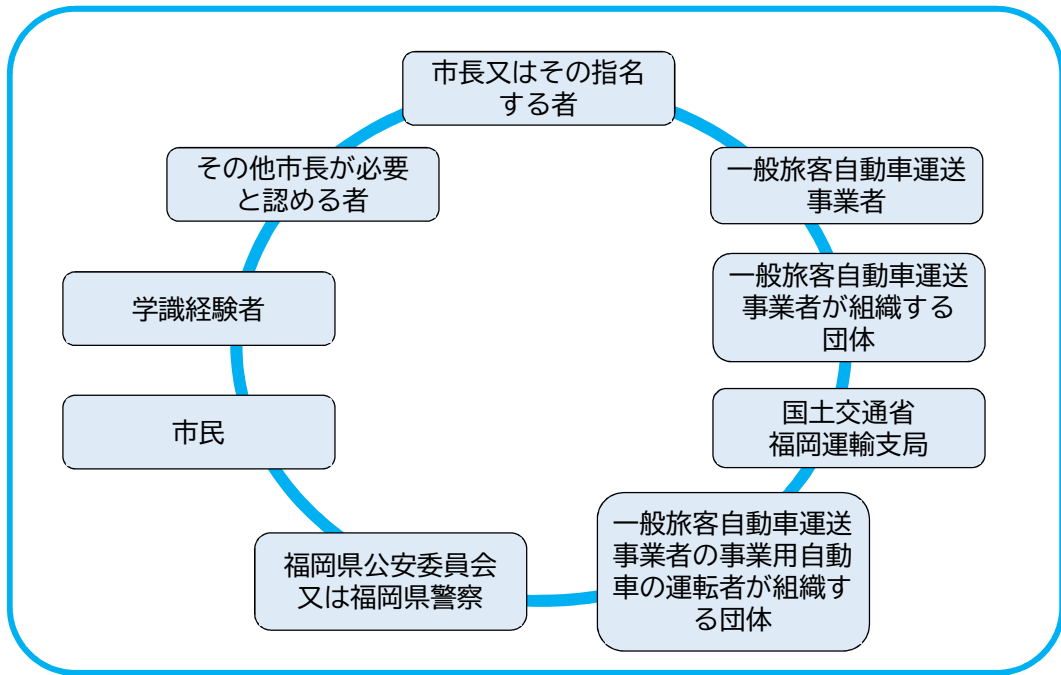 市長又はその指名
する者
一般旅客自動車運送
事業者
一般旅客自動車運送
事業者が組織する
団体
国土交通省
福岡運輸支局
一般旅客自動車運送
事業者の事業用自動
車の運転者が組織す
る団体
福岡県公安委員会
又は福岡県警察
市民
学識経験者
その他市長が必要
と認める者